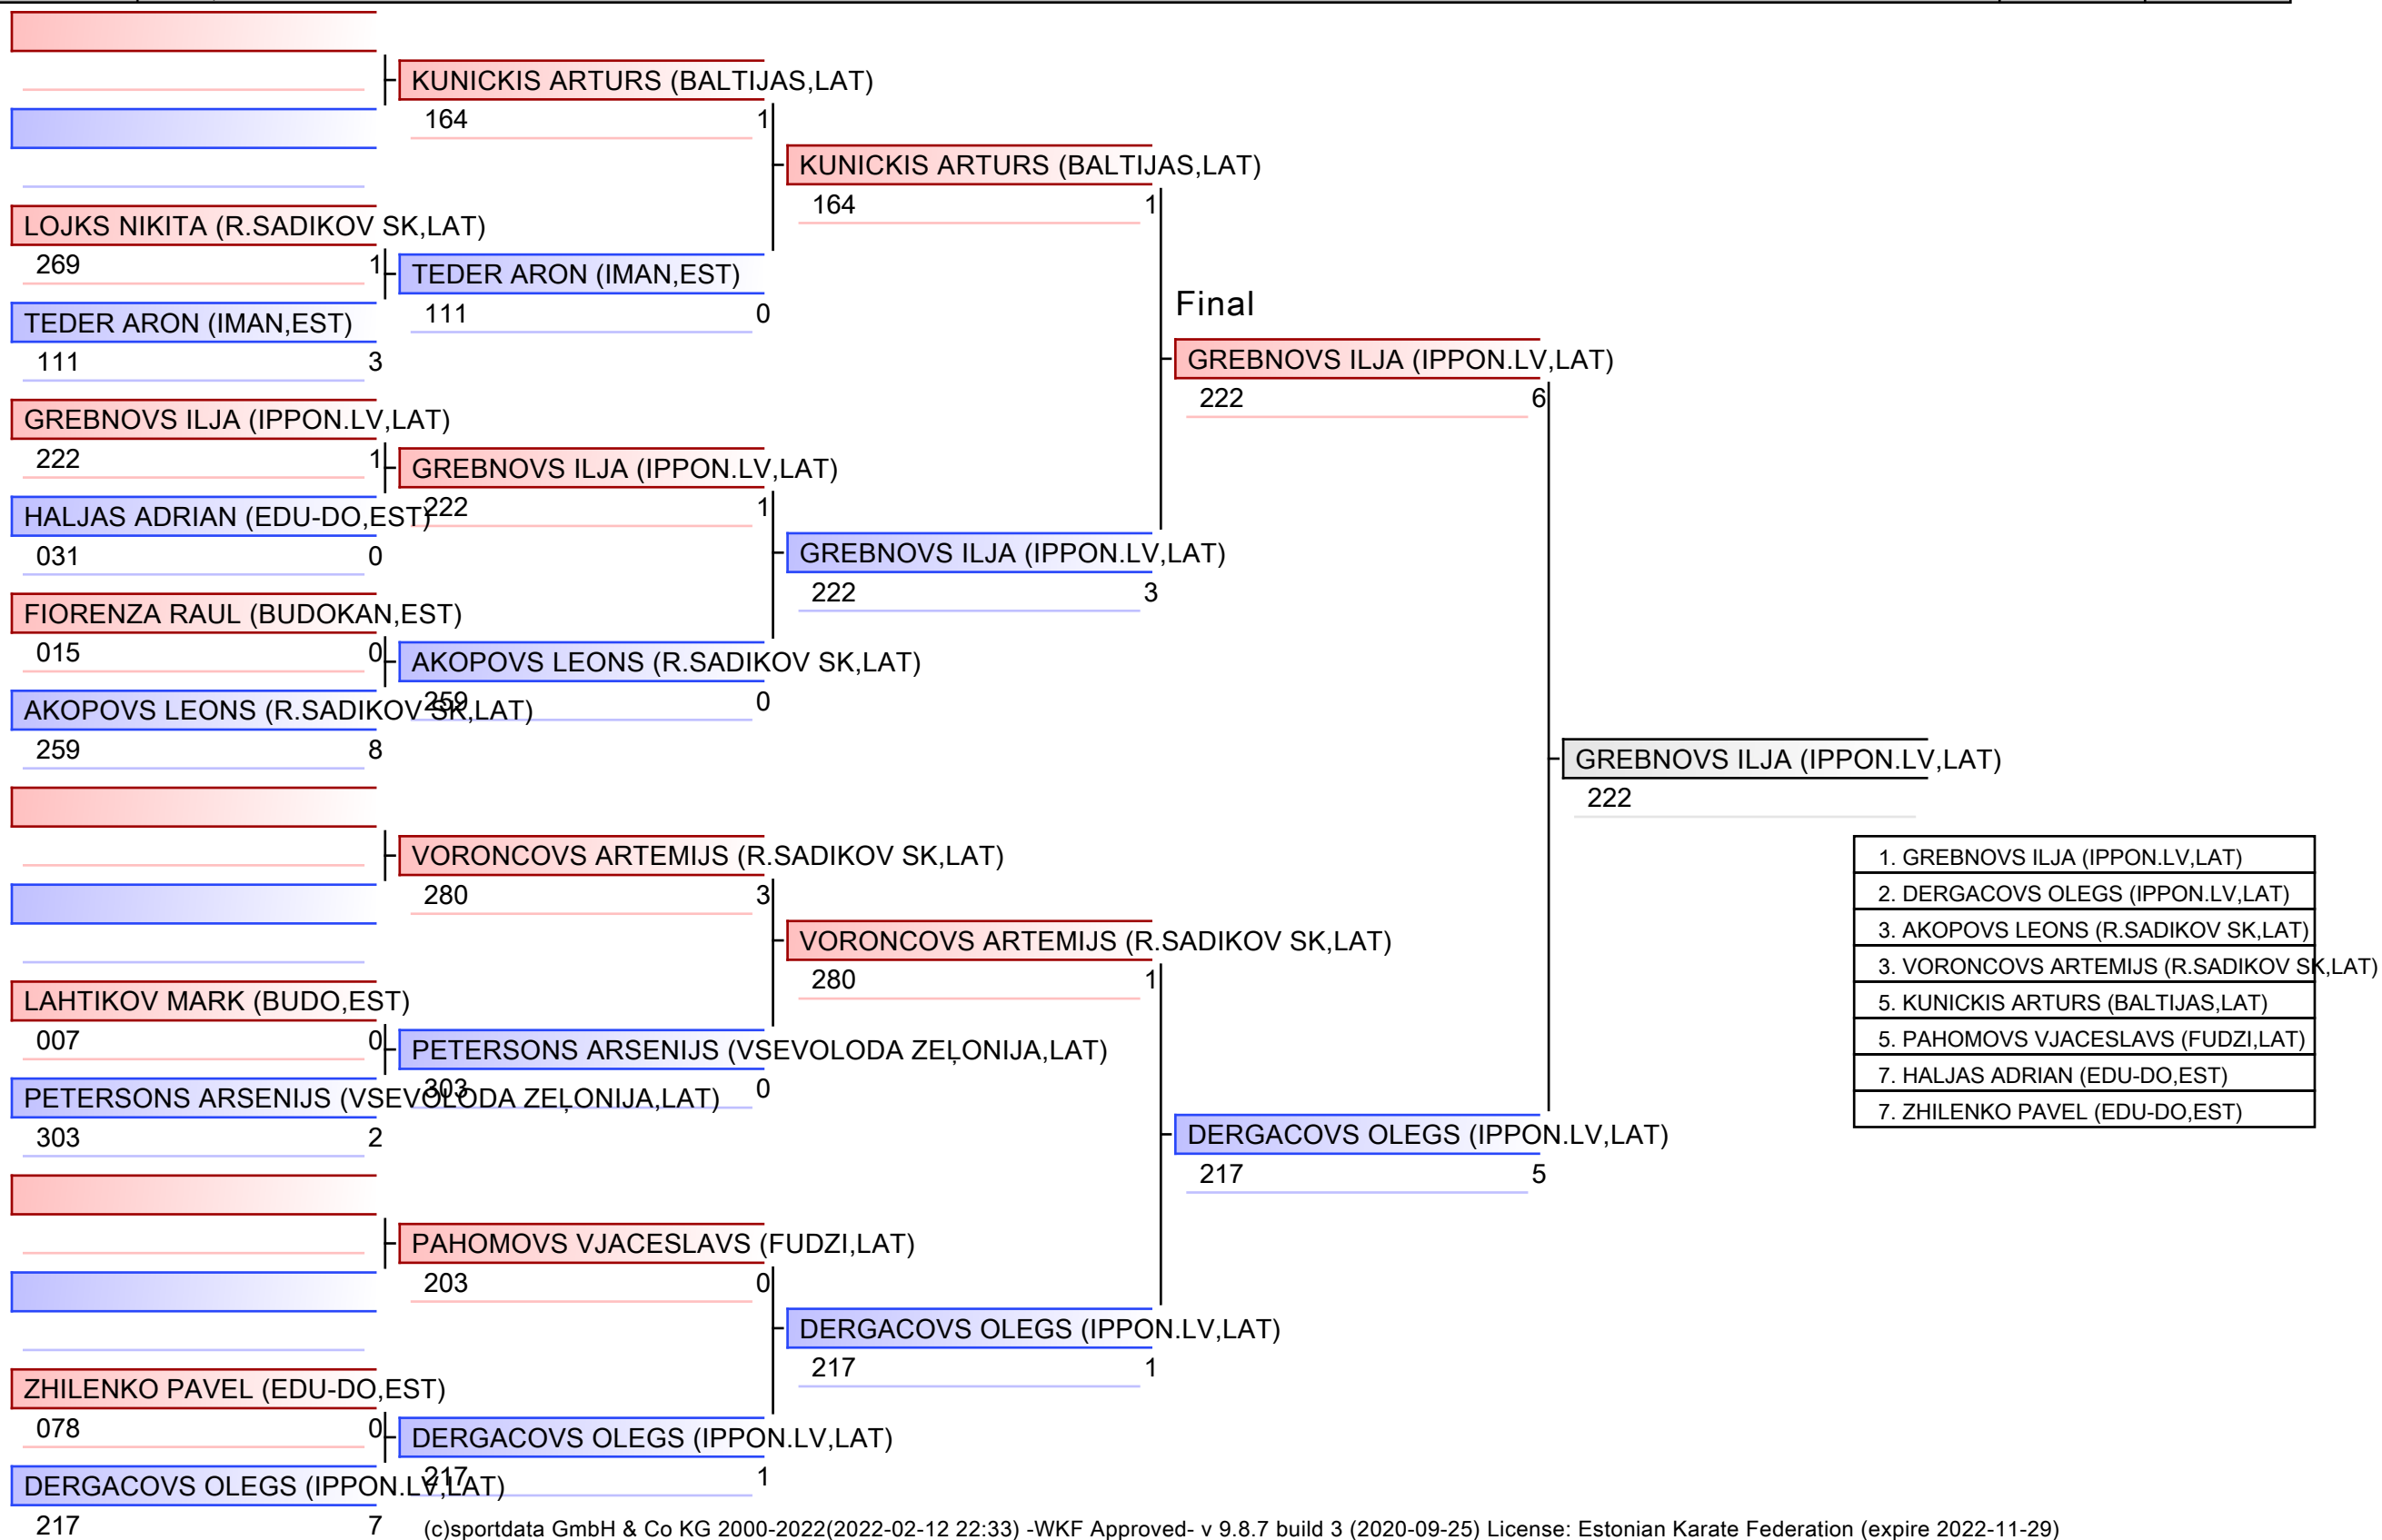 KUNICKIS ARTURS (BALTIJAS,LAT)
164 1
LOJKS NIKITA (R.SADIKOV SK,LAT)
269 1
TEDER ARON (IMAN,EST)
111 3
TEDER ARON (IMAN,EST)
111 0
KUNICKIS ARTURS (BALTIJAS,LAT)
164 1
GREBNOVS ILJA (IPPON.LV,LAT)
222 1
HALJAS ADRIAN (EDU-DO,EST)
031 0
GREBNOVS ILJA (IPPON.LV,LAT)
222 1
FIORENZA RAUL (BUDOKAN,EST)
015 0
AKOPOVS LEONS (R.SADIKOV SK,LAT)
259 8
AKOPOVS LEONS (R.SADIKOV SK,LAT)
259 0
GREBNOVS ILJA (IPPON.LV,LAT)
222 3
Final
GREBNOVS ILJA (IPPON.LV,LAT)
222 6
VORONCOVS ARTEMIJS (R.SADIKOV SK,LAT)
280 3
LAHTIKOV MARK (BUDO,EST)
007 0
PETERSONS ARSENIJS (VSEVOLODA ZEĻONIJA,LAT)
303 2
PETERSONS ARSENIJS (VSEVOLODA ZEĻONIJA,LAT)
303 0
VORONCOVS ARTEMIJS (R.SADIKOV SK,LAT)
280 1
PAHOMOVS VJACESLAVS (FUDZI,LAT)
203 0
ZHILENKO PAVEL (EDU-DO,EST)
078 0
DERGACOVS OLEGS (IPPON.LV,LAT)
217 7
DERGACOVS OLEGS (IPPON.LV,LAT)
217 1
DERGACOVS OLEGS (IPPON.LV,LAT)
217 1
DERGACOVS OLEGS (IPPON.LV,LAT)
217 5
GREBNOVS ILJA (IPPON.LV,LAT)
222
1. GREBNOVS ILJA (IPPON.LV,LAT)
2. DERGACOVS OLEGS (IPPON.LV,LAT)
3. AKOPOVS LEONS (R.SADIKOV SK,LAT)
3. VORONCOVS ARTEMIJS (R.SADIKOV SK,LAT)
5. KUNICKIS ARTURS (BALTIJAS,LAT)
5. PAHOMOVS VJACESLAVS (FUDZI,LAT)
7. HALJAS ADRIAN (EDU-DO,EST)
7. ZHILENKO PAVEL (EDU-DO,EST)
(c)sportdata GmbH & Co KG 2000-2022(2022-02-12 22:33) -WKF Approved- v 9.8.7 build 3 (2020-09-25) License: Estonian Karate Federation (expire 2022-11-29)